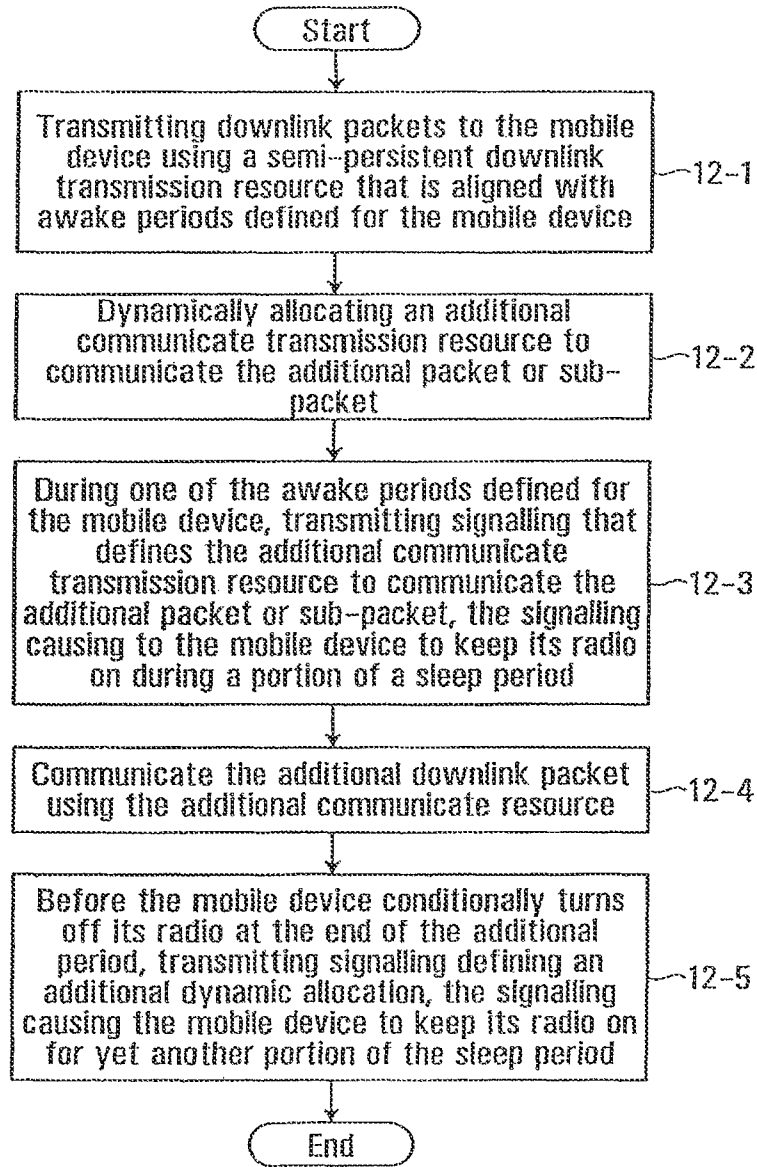 Start
Transmitting downlink packets to the mobile
device using a semi-persistent downlink
transmission resource that is aligned with
awake periods defined for the mobile device
12-1
Dynamically allocating an additional
communicate transmission resource to
communicate the additional packet or sub-
packet
12-2
During one of the awake periods defined for
the mobile device, transmitting signalling that
defines the additional communicate
transmission resource to communicate the
additional packet or sub-packet, the signalling
causing to the mobile device to keep its radio
on during a portion of a sleep period
12-3
Communicate the additional downlink packet
using the additional communicate resource
12-4
Before the mobile device conditionally turns
off its radio at the end of the additional
period, transmitting signalling defining an
additional dynamic allocation, the signalling
causing the mobile device to keep its radio on
for yet another portion of the sleep period
12-5
End